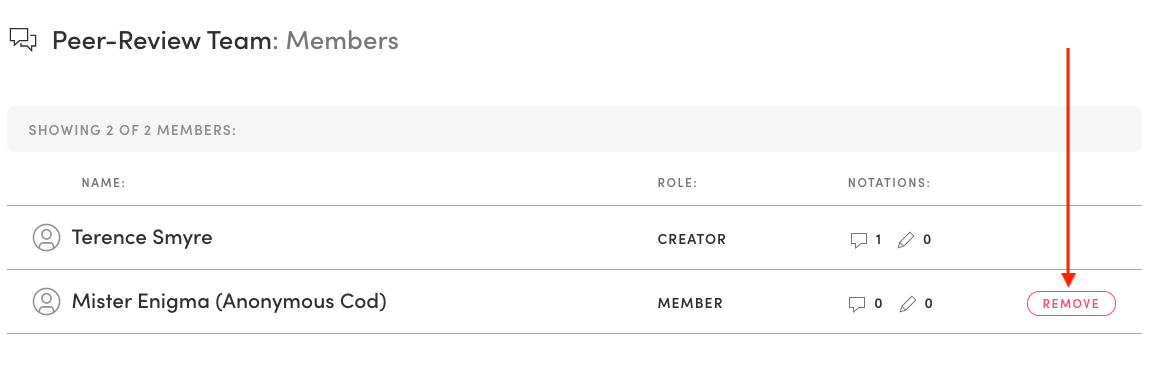 Peer-Review Team: Members
SHOWING 2 OF 2 MEMBERS:
NAME: ROLE: NOTATIONS:
Terence Smyre CREATOR 1 0
Mister Enigma (Anonymous Cod) MEMBER 0 0 REMOVE